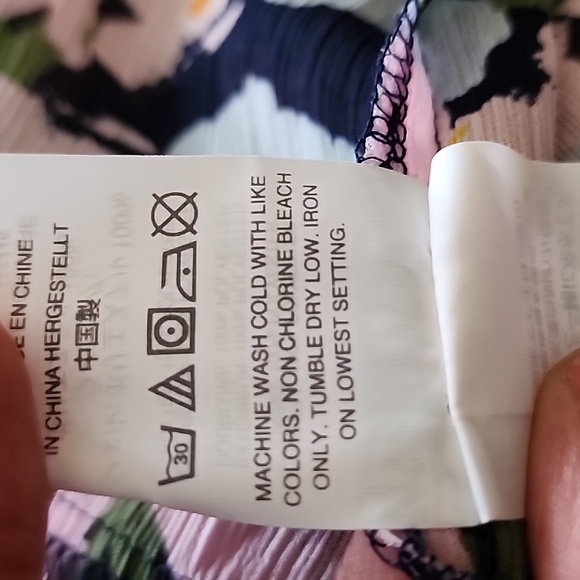 EN CHINE
IN CHINA HERGESTELLT
中国製
30
MACHINE WASH COLD WITH LIKE
COLORS. NON CHLORINE BLEACH
ONLY. TUMBLE DRY LOW. IRON
ON LOWEST SETTING.